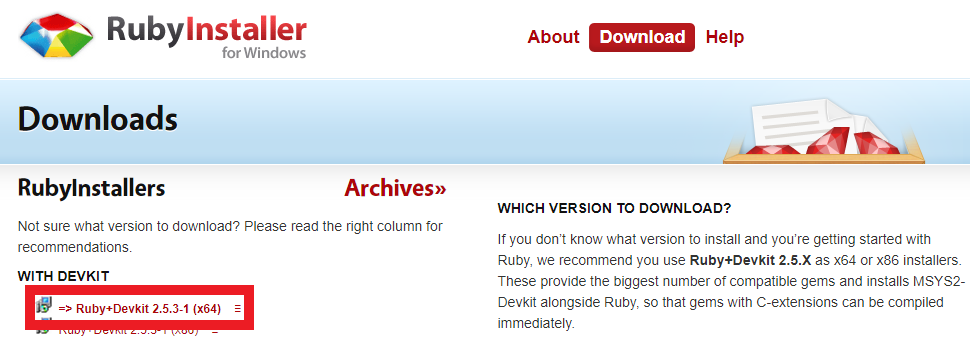 RubyInstaller
for Windows
About Download Help
Downloads
RubyInstallers
Archives»
Not sure what version to download? Please read the right column for
recommendations.
WITH DEVKIT
=> Ruby+Devkit 2.5.3-1 (x64) ≡
Ruby+Devkit 2.5.3-1 (x86) ≡
WHICH VERSION TO DOWNLOAD?
If you don’t know what version to install and you’re getting started with
Ruby, we recommend you use Ruby+Devkit 2.5.X as x64 or x86 installers.
These provide the biggest number of compatible gems and installs MSYS2-
Devkit alongside Ruby, so that gems with C-extensions can be compiled
immediately.